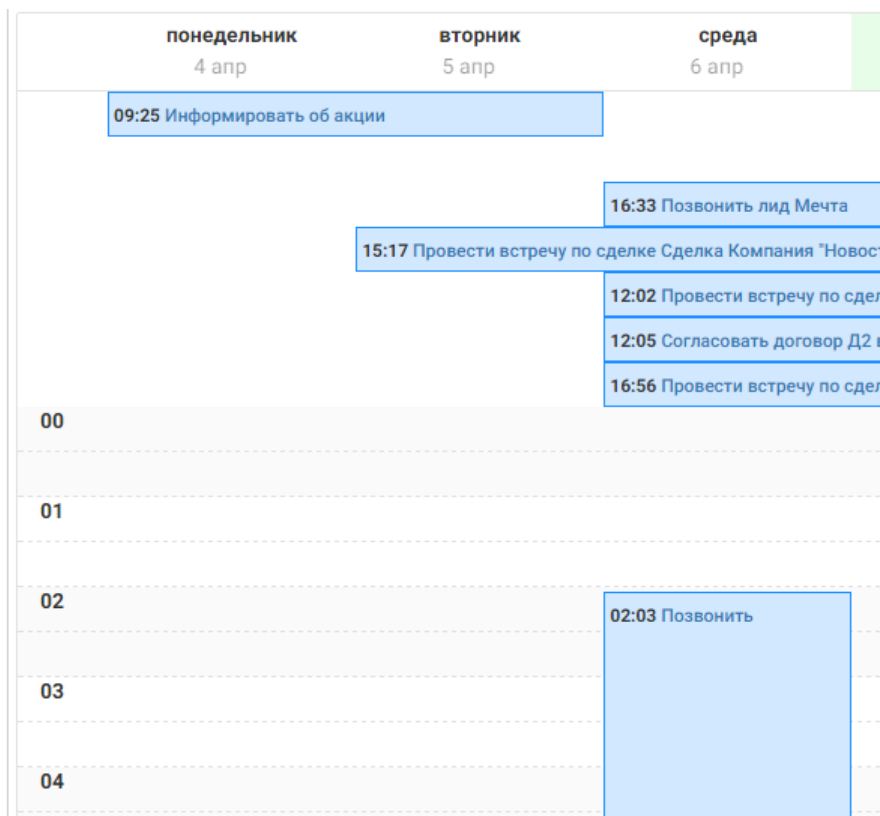 понедельник вторник среда
4 апр 5 апр 6 апр
09:25 Информировать об акции
16:33 Позвонить лид Мечта
15:17 Провести встречу по сделке Сделка Компания "Новос
12:02 Провести встречу по сдел
12:05 Согласовать договор Д2 в
16:56 Провести встречу по сдел
00
01
02
02:03 Позвонить
03
04